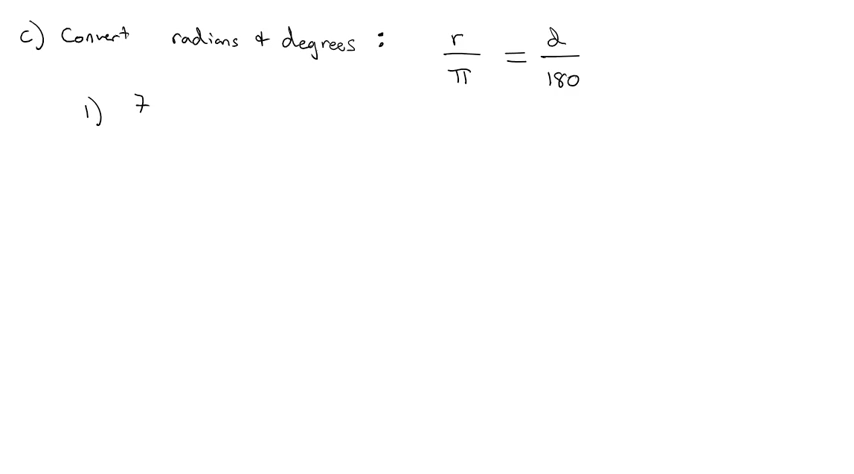 c) Convert radians & degrees : r/π = d/180
1) 7